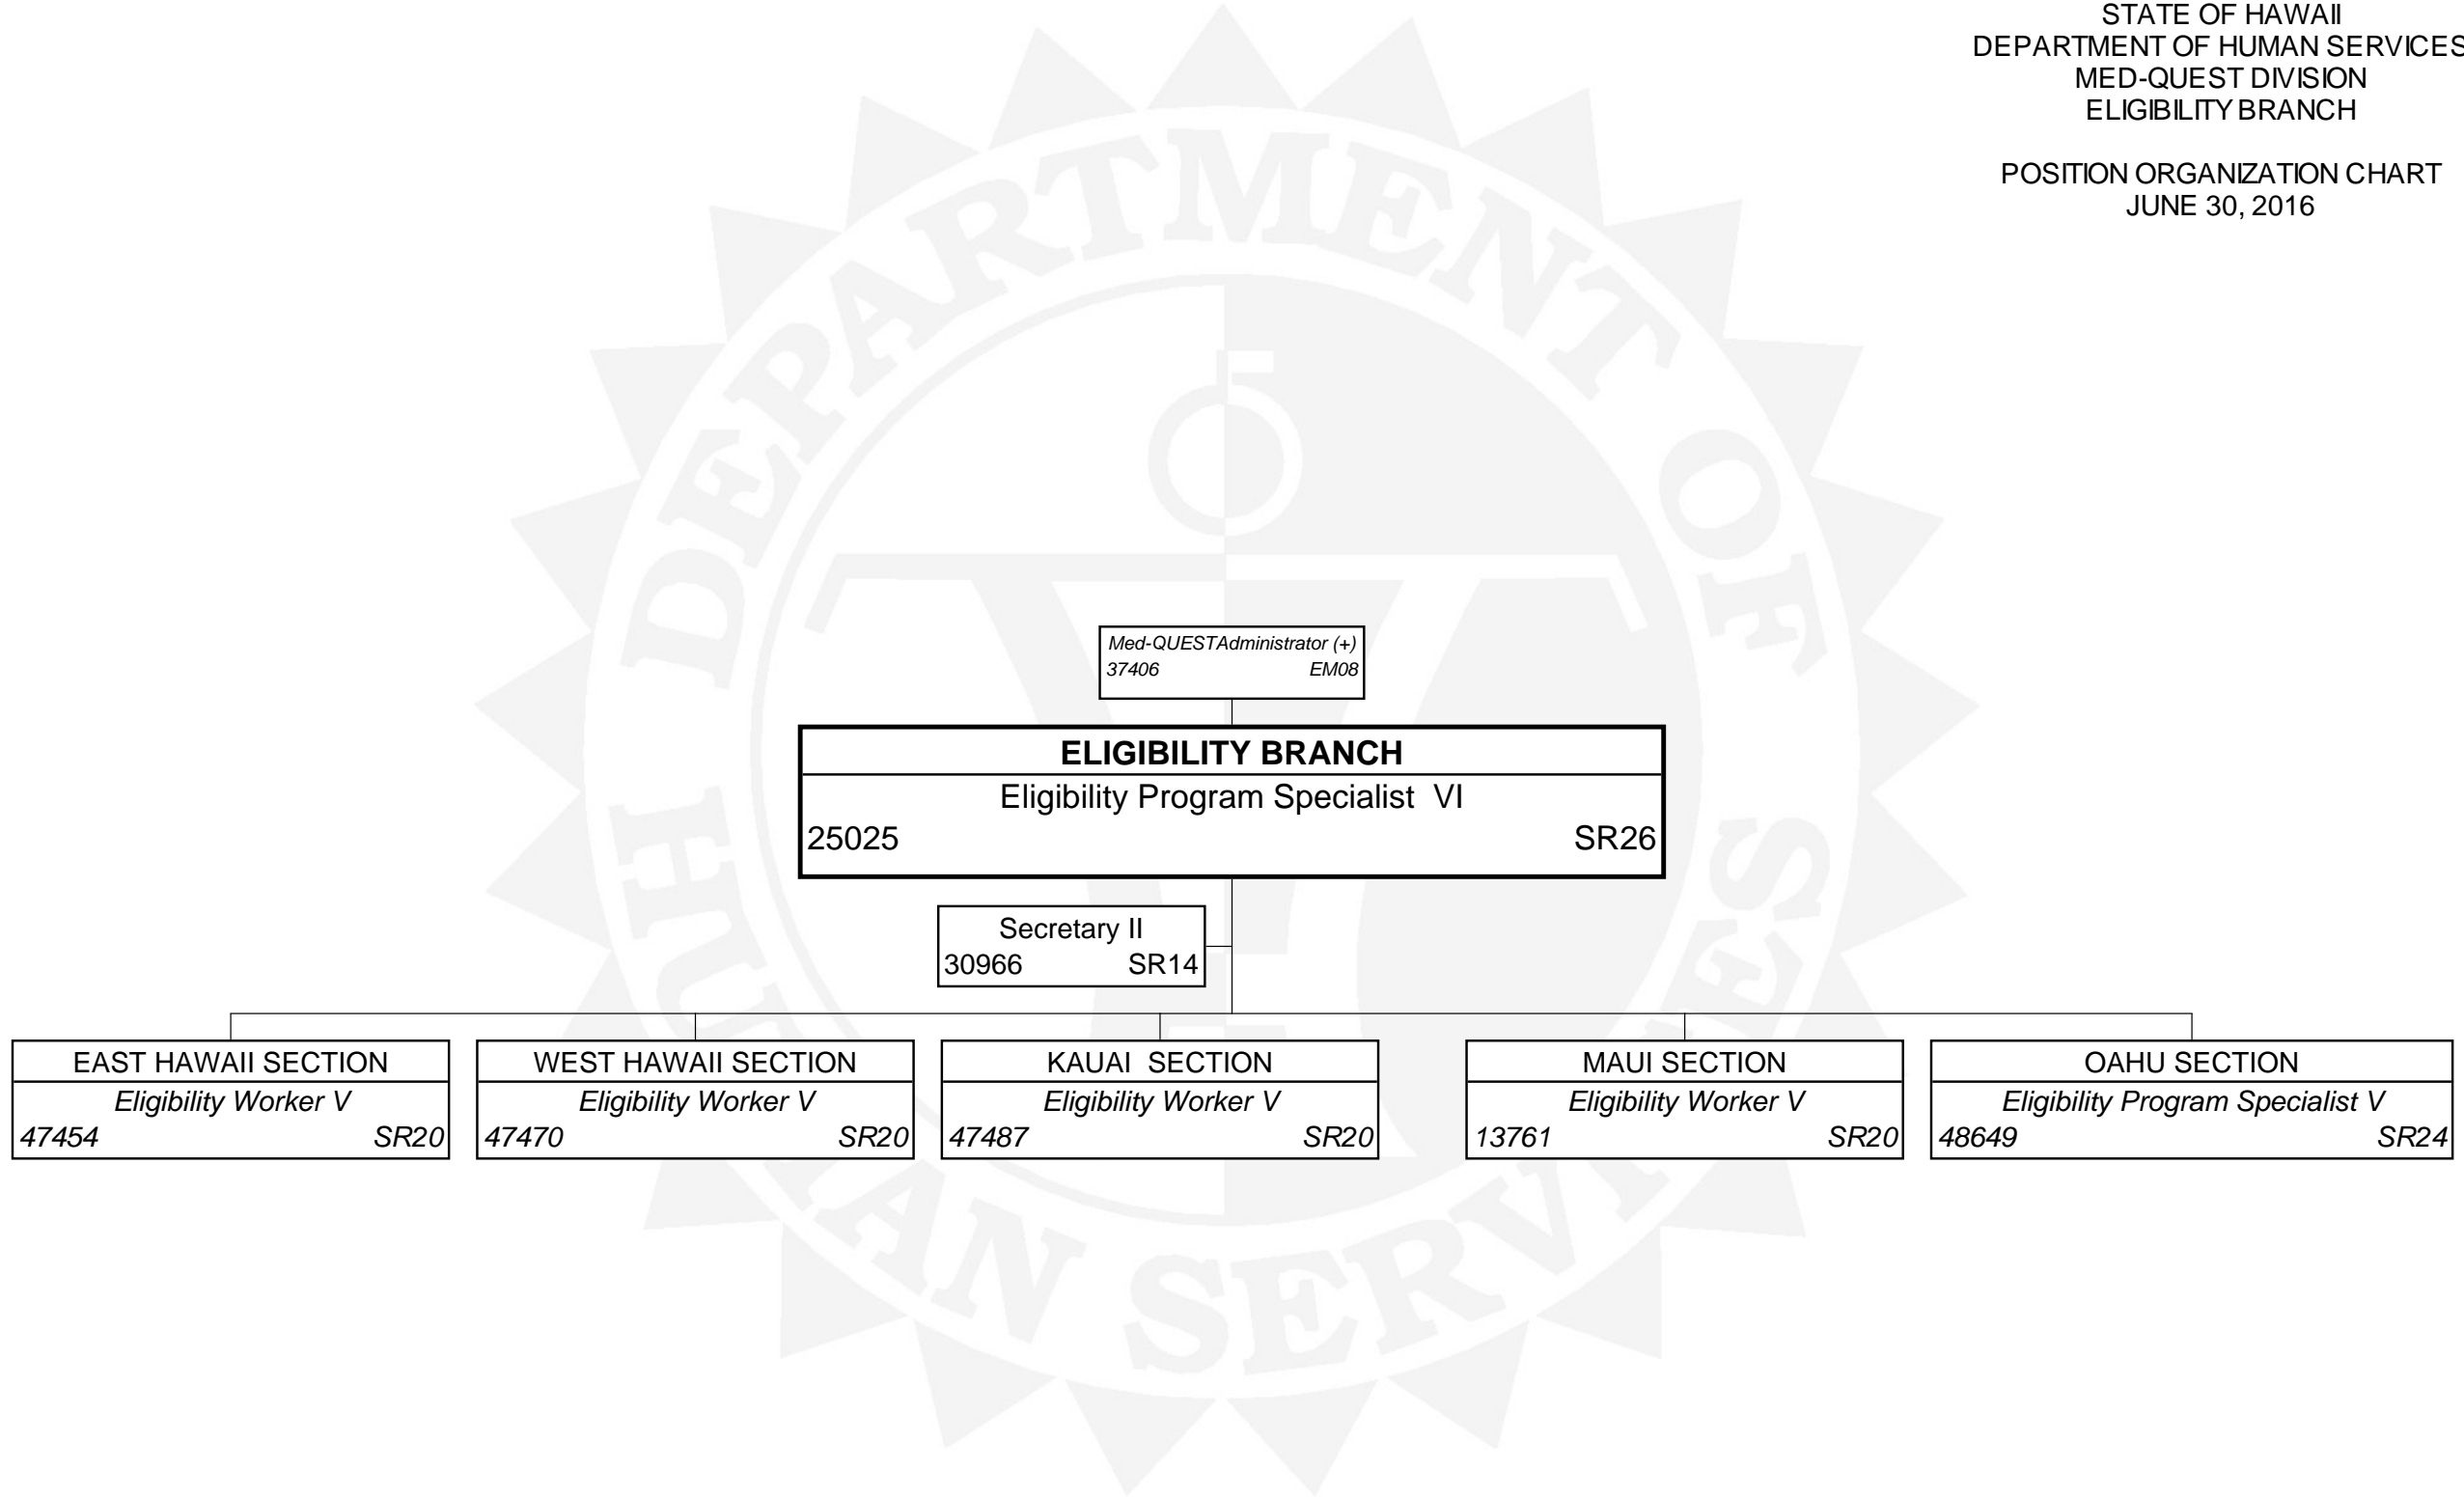 STATE OF HAWAII
DEPARTMENT OF HUMAN SERVICES
MED-QUEST DIVISION
ELIGIBILITY BRANCH
POSITION ORGANIZATION CHART
JUNE 30, 2016
DEPARTMENT OF
HUMAN SERVICES
Med-QUESTAdministrator (+)
37406 EM08
ELIGIBILITY BRANCH
Eligibility Program Specialist VI
25025 SR26
Secretary II
30966 SR14
EAST HAWAII SECTION
Eligibility Worker V
47454 SR20
WEST HAWAII SECTION
Eligibility Worker V
47470 SR20
KAUAI SECTION
Eligibility Worker V
47487 SR20
MAUI SECTION
Eligibility Worker V
13761 SR20
OAHU SECTION
Eligibility Program Specialist V
48649 SR24